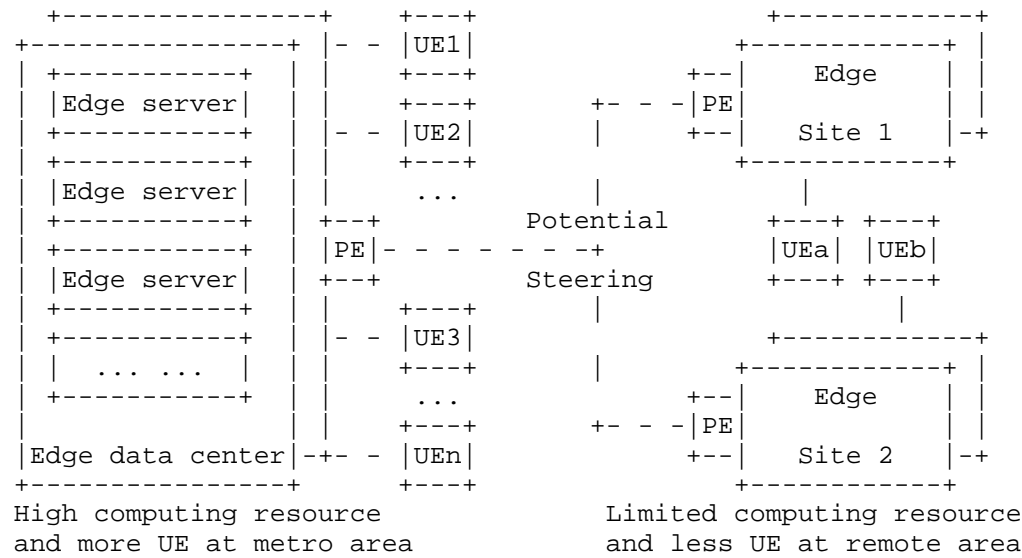 UE1
Edge
Edge server PE
UE2 Site 1
Edge server ...
Potential
PE UEa UEb
Edge server Steering
UE3
... ...
... Edge
PE
Edge data center UEn Site 2
High computing resource Limited computing resource
and more UE at metro area and less UE at remote area